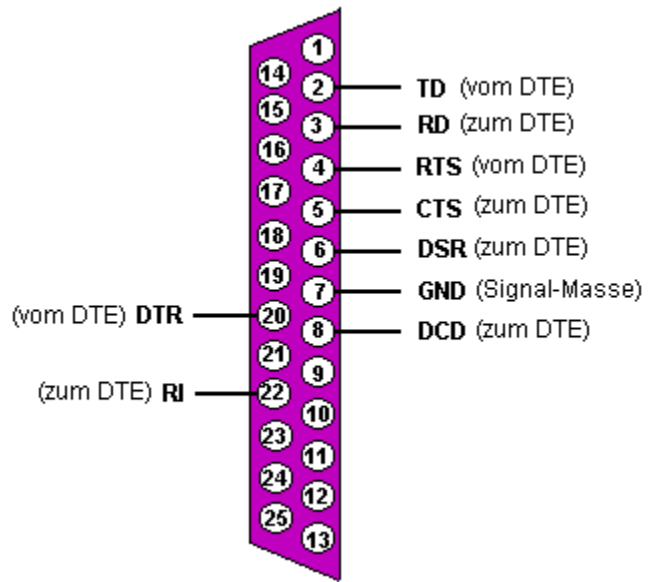 1
14
2 TD (vom DTE)
15
3 RD (zum DTE)
16
4 RTS (vom DTE)
17
5 CTS (zum DTE)
18
6 DSR (zum DTE)
19
7 GND (Signal-Masse)
(vom DTE) DTR 20
8 DCD (zum DTE)
21
9
(zum DTE) RI 22
10
23
11
24
12
25
13